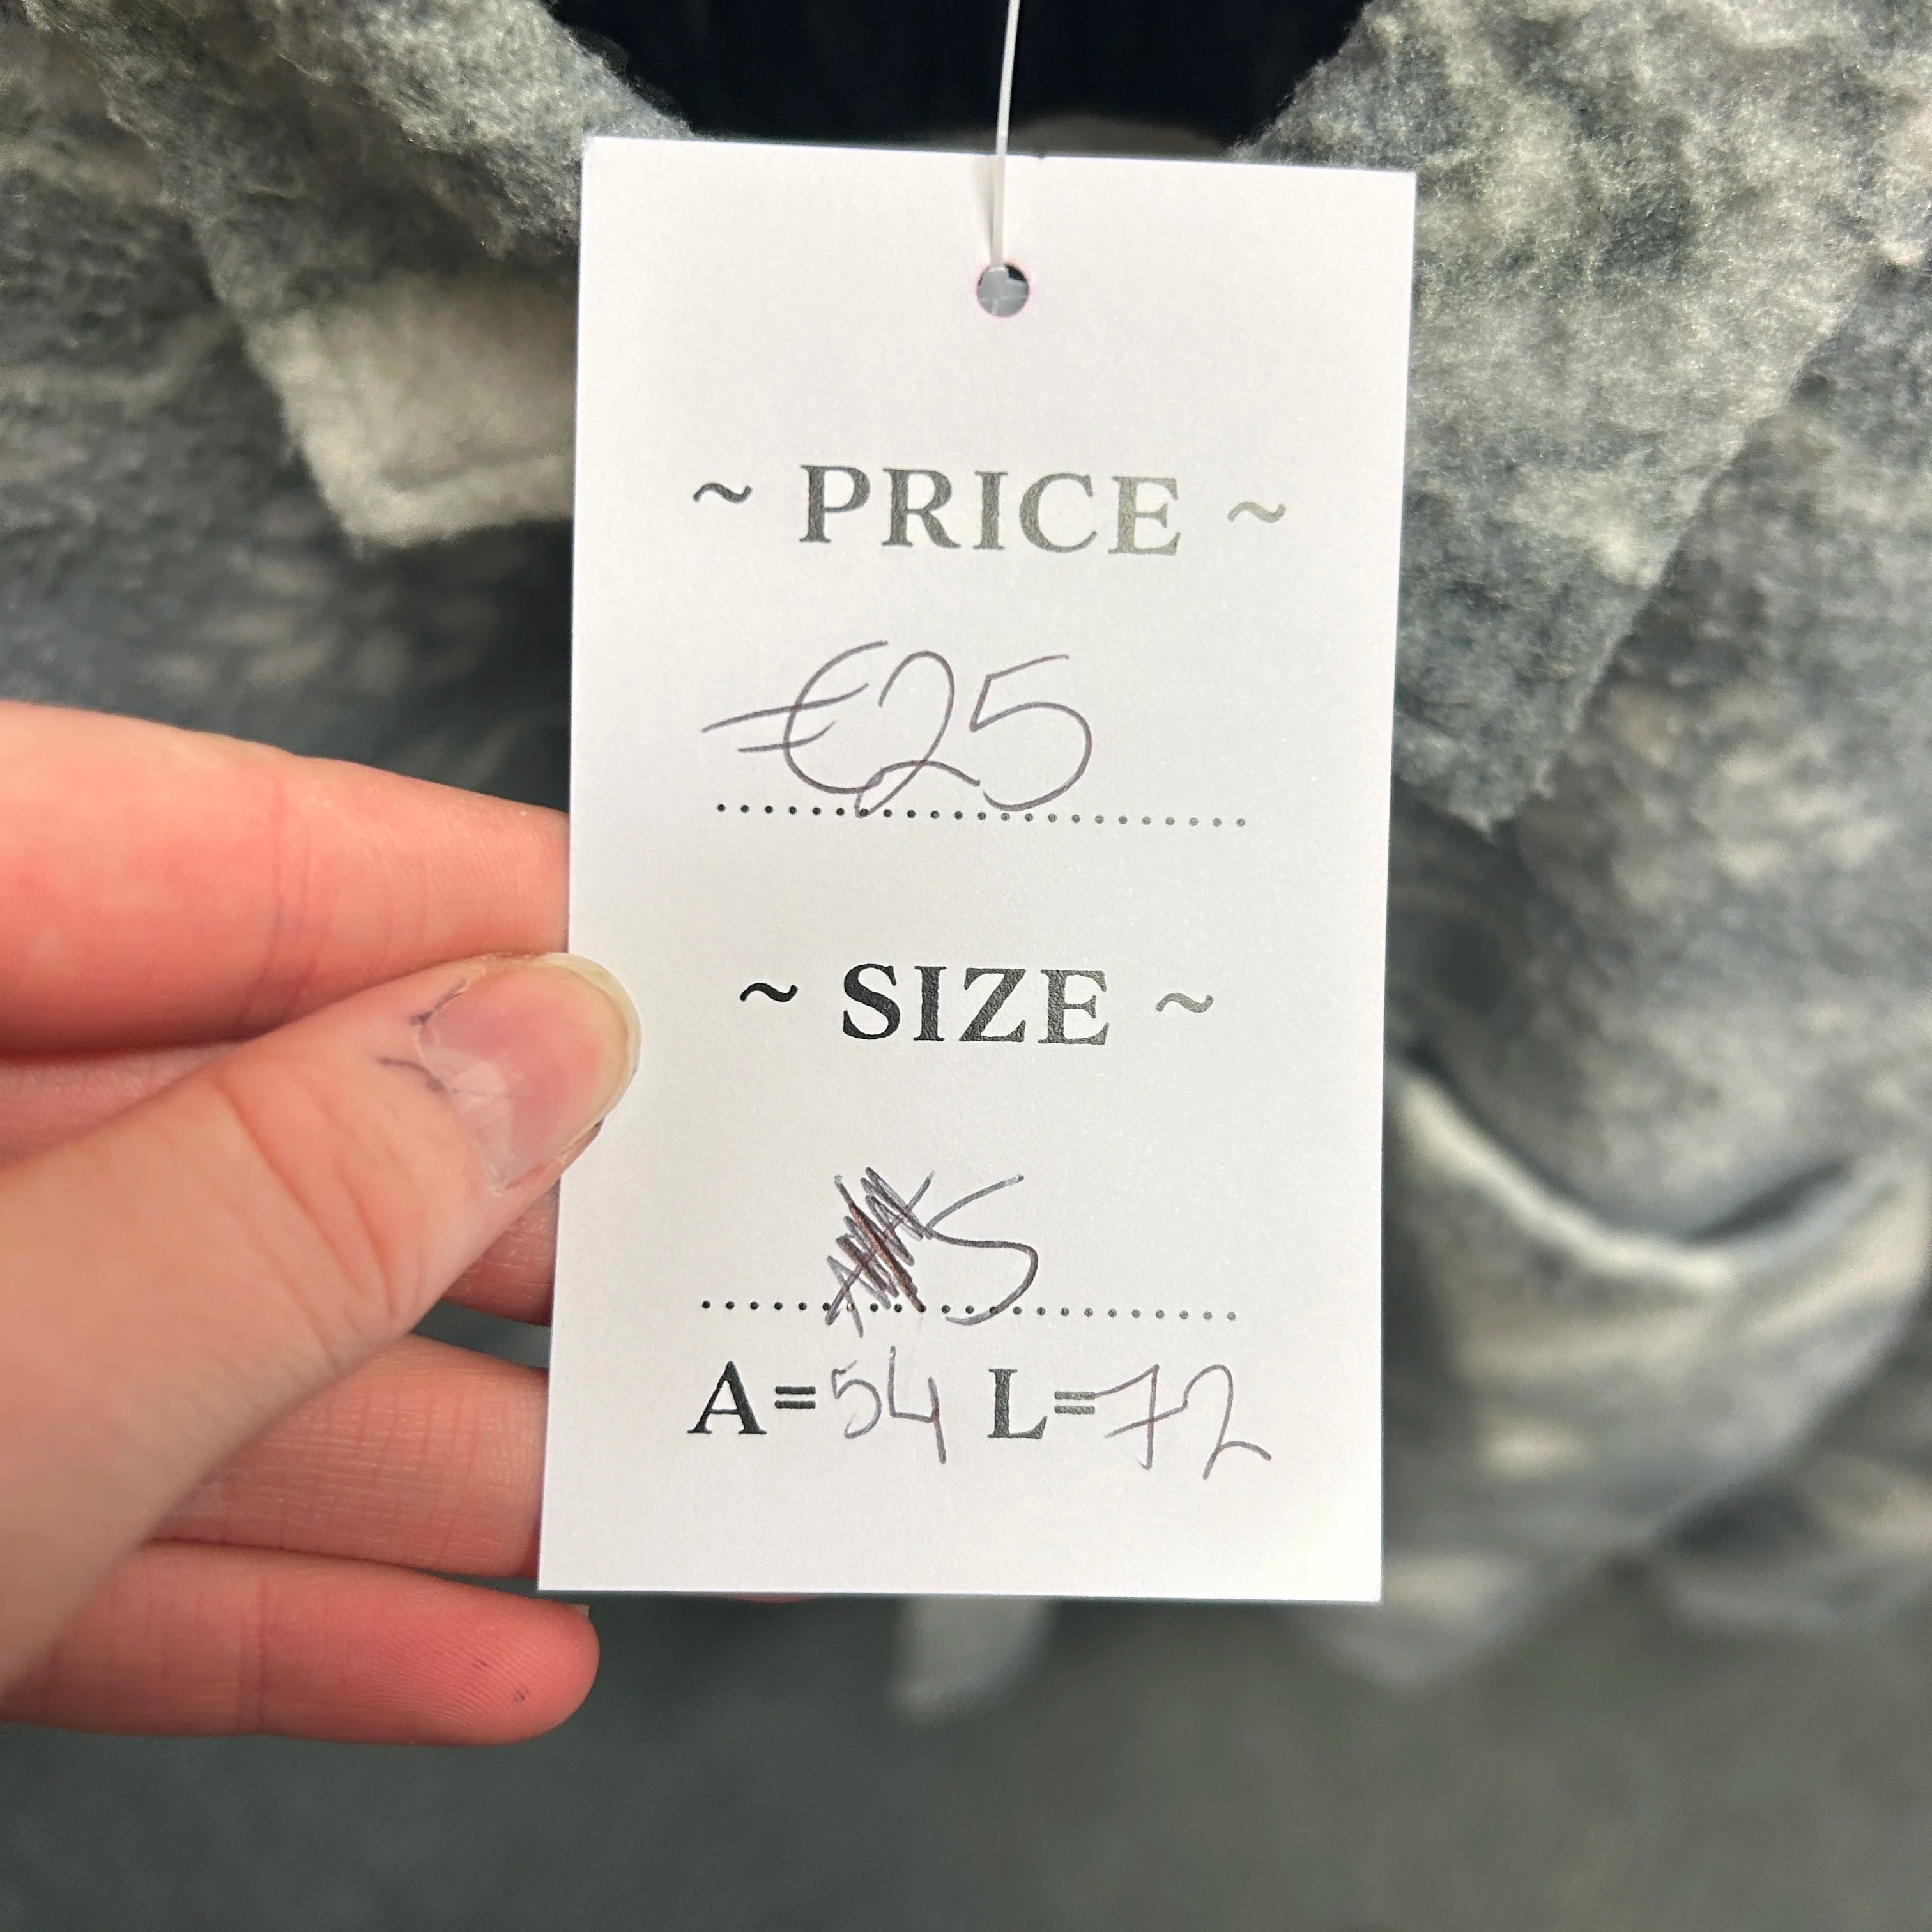 ~ PRICE ~
€25
~ SIZE ~
S
A=54 L=72